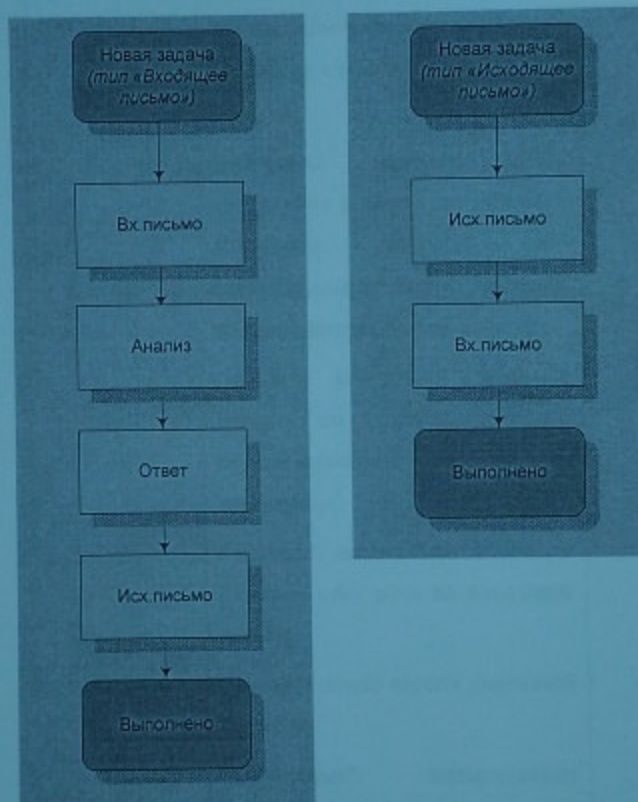 Новая задача
(тип «Входящее
письмо»)
Вх.письмо
Анализ
Ответ
Исх.письмо
Выполнено
Новая задача
(тип «Исходящее
письмо»)
Исх.письмо
Вх.письмо
Выполнено